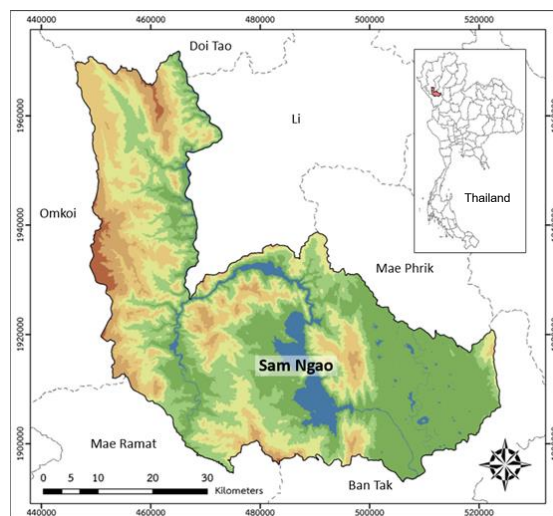 440000 460000 480000 500000 520000
Doi Tao
Li
Thailand
Omkoi
Mae Phrik
Sam Ngao
Mae Ramat
Ban Tak
0 5 10 20 30
Kilometers
1960000
1940000
1920000
1900000
440000 460000 480000 500000 520000